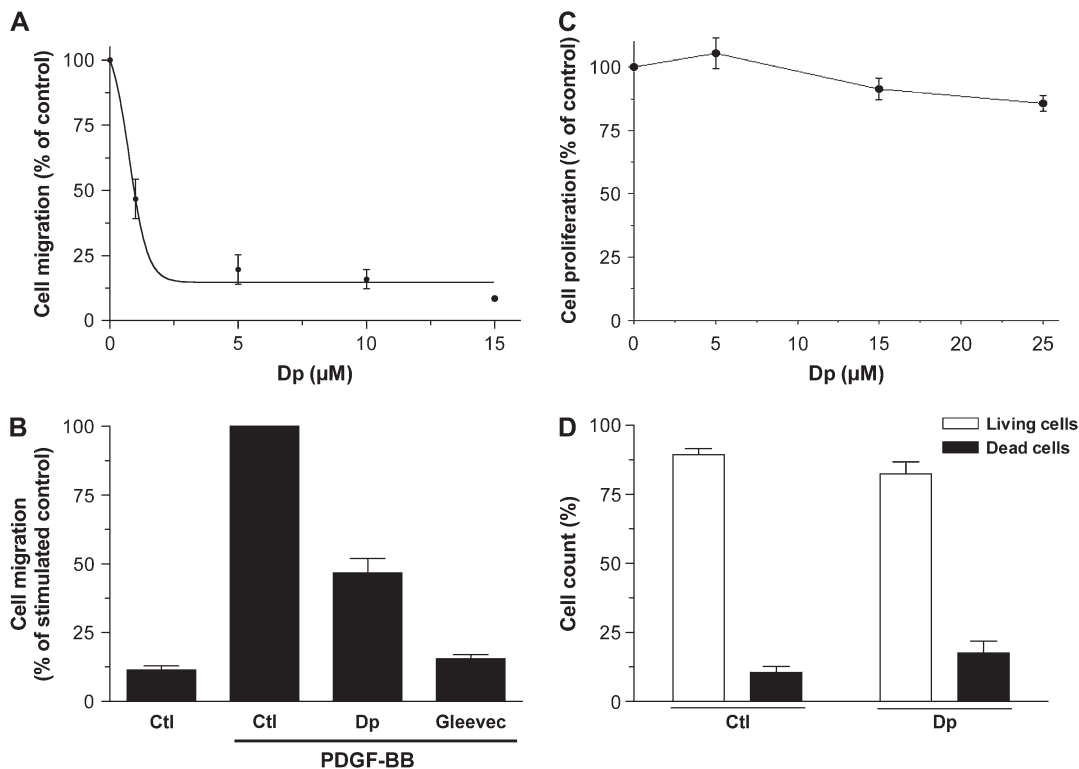 A
Cell migration (% of control)
100
75
50
25
0
0 5 10 15
Dp (µM)
C
Cell proliferation (% of control)
100
75
50
25
0
0 5 10 15 20 25
Dp (µM)
B
Cell migration
(% of stimulated control)
100
75
50
25
0
Ctl Ctl Dp Gleevec
PDGF-BB
D
Cell count (%)
100
75
50
25
0
Living cells
Dead cells
Ctl Dp